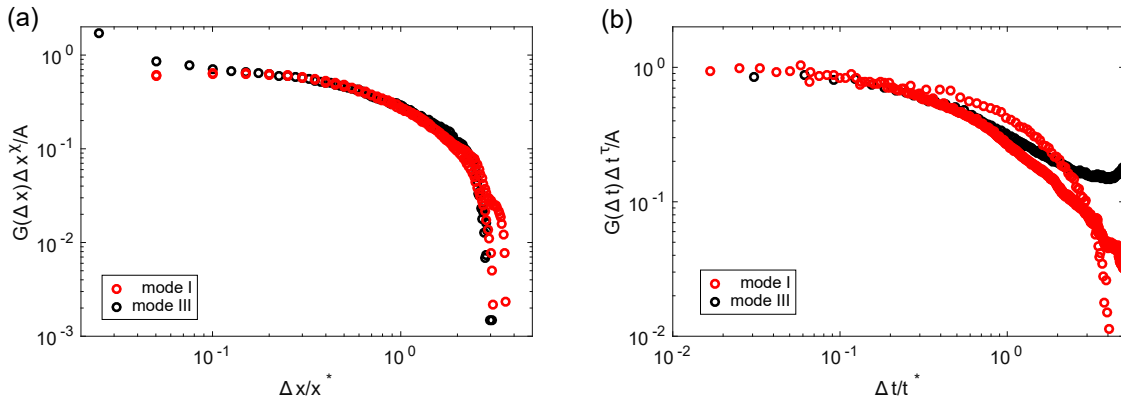 (a)
10^0
10^-1
10^-2
10^-3
G(Δx)Δx^χ/A
mode I
mode III
10^-1
10^0
Δx/x*
(b)
10^0
10^-1
10^-2
G(Δt)Δt^τ/A
mode I
mode III
10^-2
10^-1
10^0
Δt/t*